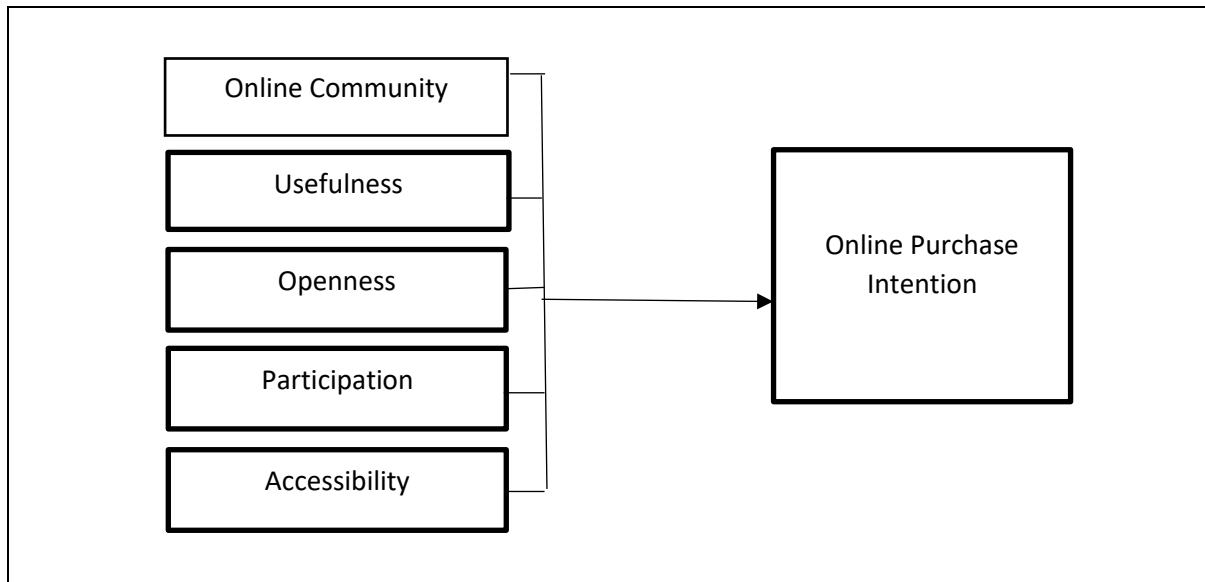 Online Community
Usefulness
Openness
Participation
Accessibility
Online Purchase
Intention